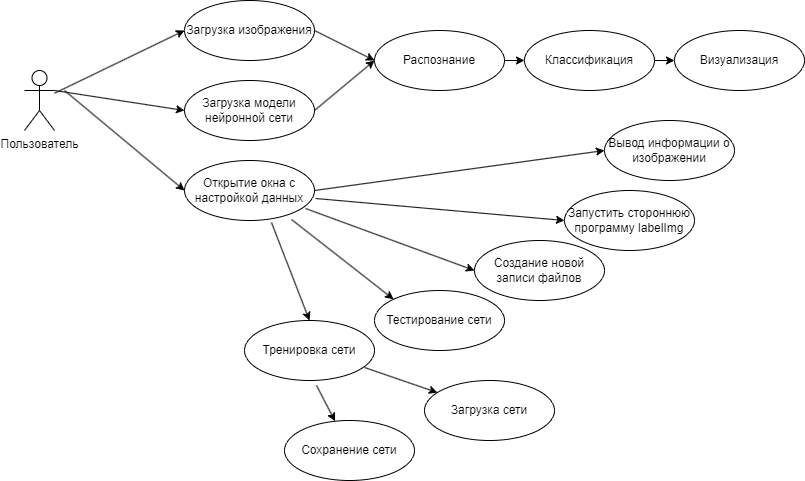 Загрузка изображения
Распознание
Классификация
Визуализация
Загрузка модели
нейронной сети
Пользователь
Вывод информации о
изображении
Открытие окна с
настройкой данных
Запустить стороннюю
программу labelImg
Создание новой
записи файлов
Тестирование сети
Тренировка сети
Загрузка сети
Сохранение сети